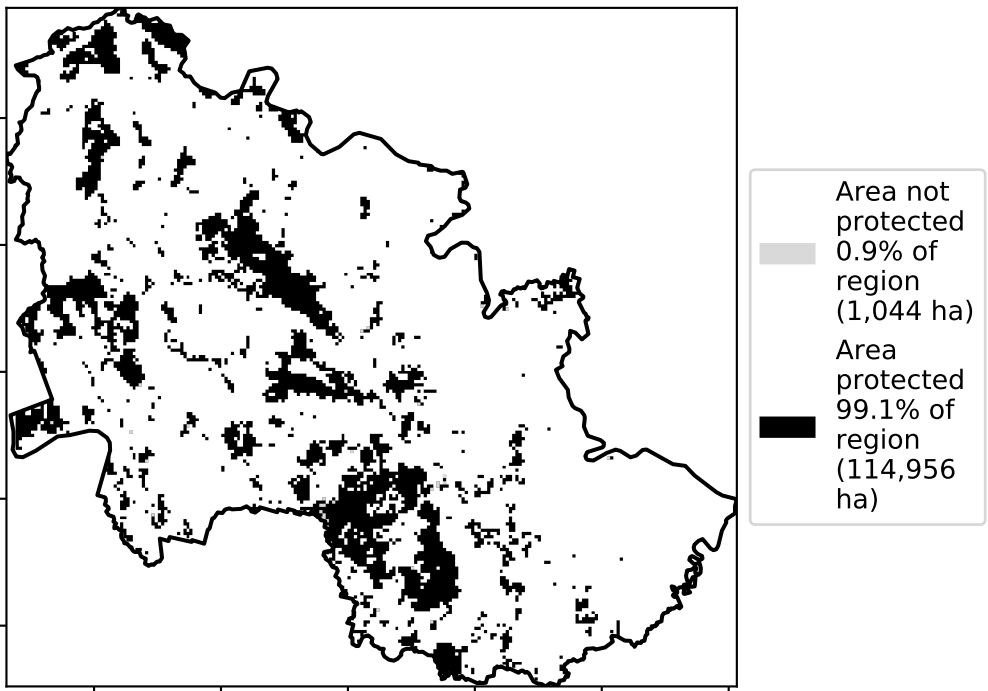 Area not
protected
0.9% of
region
(1,044 ha)
Area
protected
99.1% of
region
(114,956
ha)